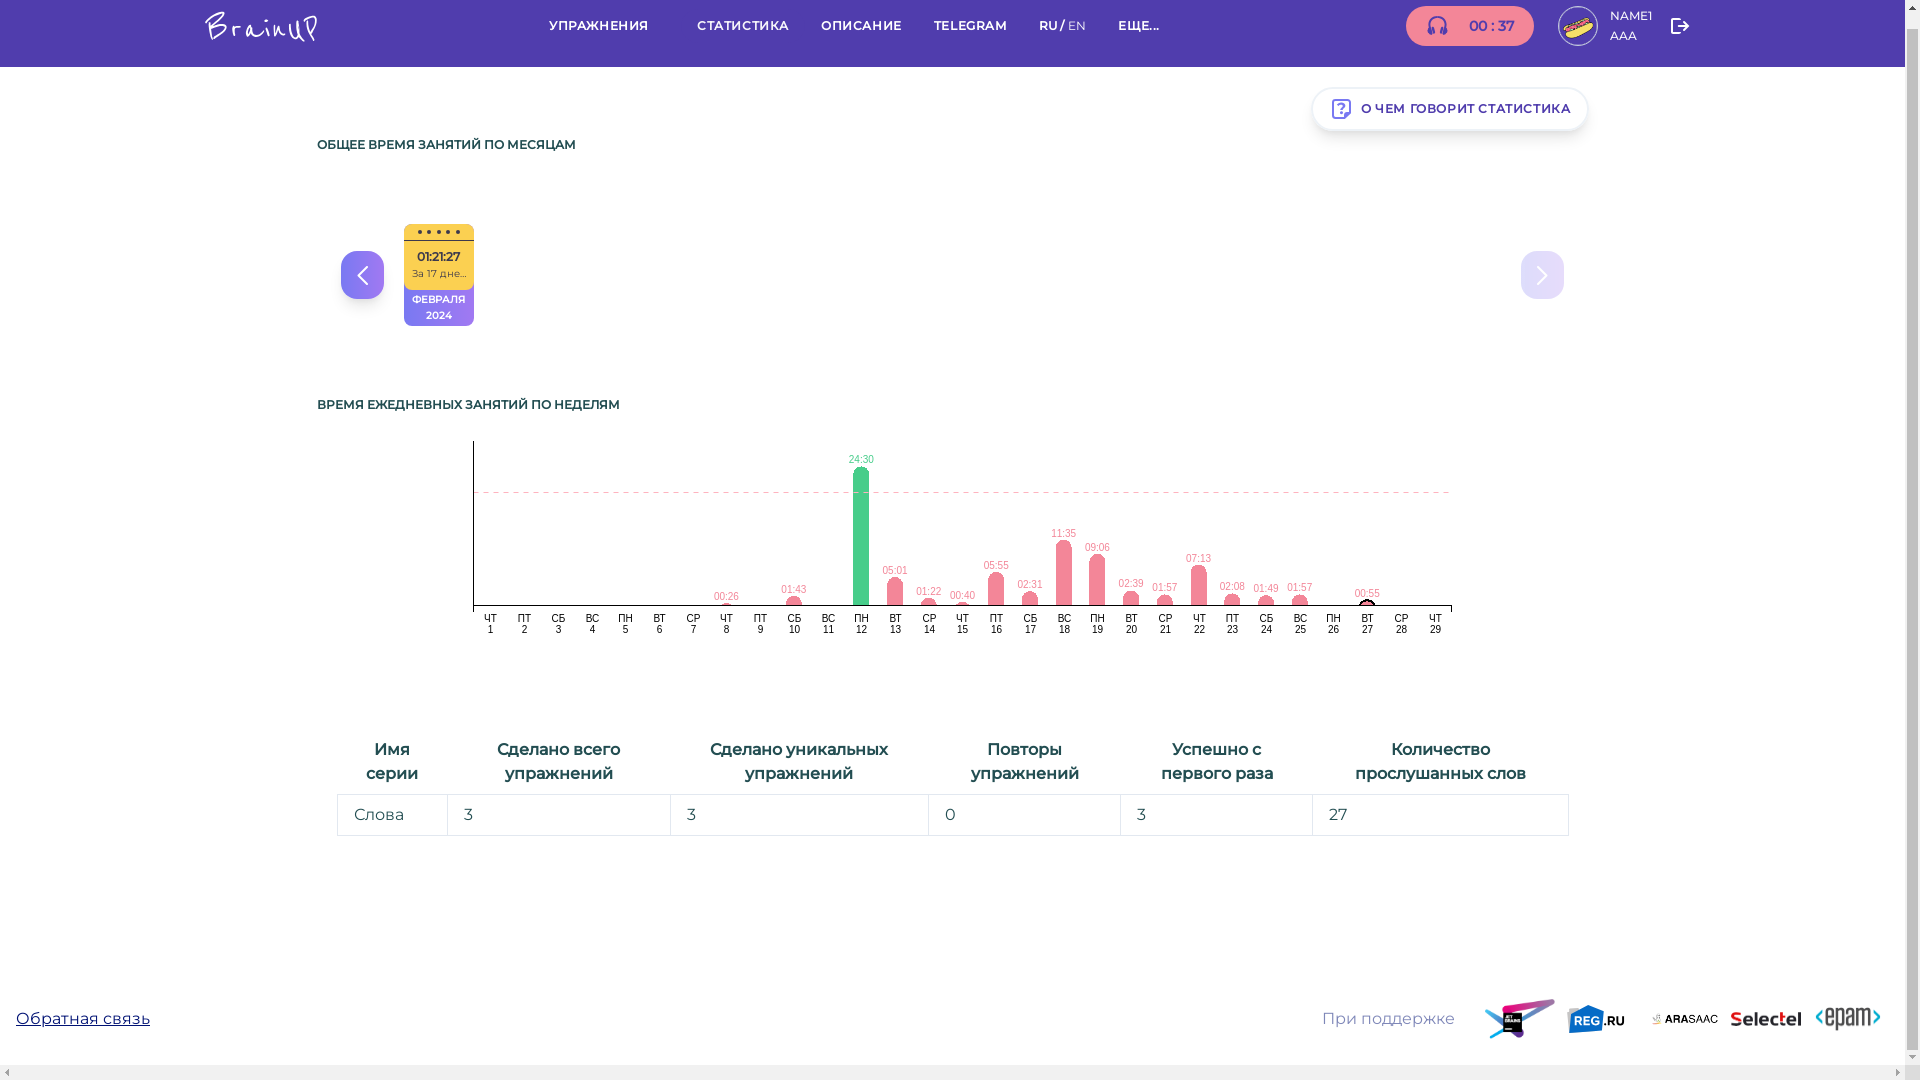 BrainUP
УПРАЖНЕНИЯ
СТАТИСТИКА
ОПИСАНИЕ
TELEGRAM
RU / EN
ЕЩЕ...
00 : 37
NAME1
AAA
О ЧЕМ ГОВОРИТ СТАТИСТИКА
ОБЩЕЕ ВРЕМЯ ЗАНЯТИЙ ПО МЕСЯЦАМ
01:21:27
За 17 дне...
ФЕВРАЛЯ
2024
ВРЕМЯ ЕЖЕДНЕВНЫХ ЗАНЯТИЙ ПО НЕДЕЛЯМ
00:26 01:43 24:30 05:01 01:22 00:40 05:55 02:31 11:35 09:06 02:39 01:57 07:13 02:08 01:49 01:57 00:55
ЧТ ПТ СБ ВС ПН ВТ СР ЧТ ПТ СБ ВС ПН ВТ СР ЧТ ПТ СБ ВС ПН ВТ СР ЧТ ПТ СБ ВС ПН ВТ СР ЧТ
1 2 3 4 5 6 7 8 9 10 11 12 13 14 15 16 17 18 19 20 21 22 23 24 25 26 27 28 29
Имя серии
Сделано всего упражнений
Сделано уникальных упражнений
Повторы упражнений
Успешно с первого раза
Количество прослушанных слов
Слова 3 3 0 3 27
Обратная связь
При поддержке
JET BRAINS
REG.RU
ARASAAC
Selectel
<epam>